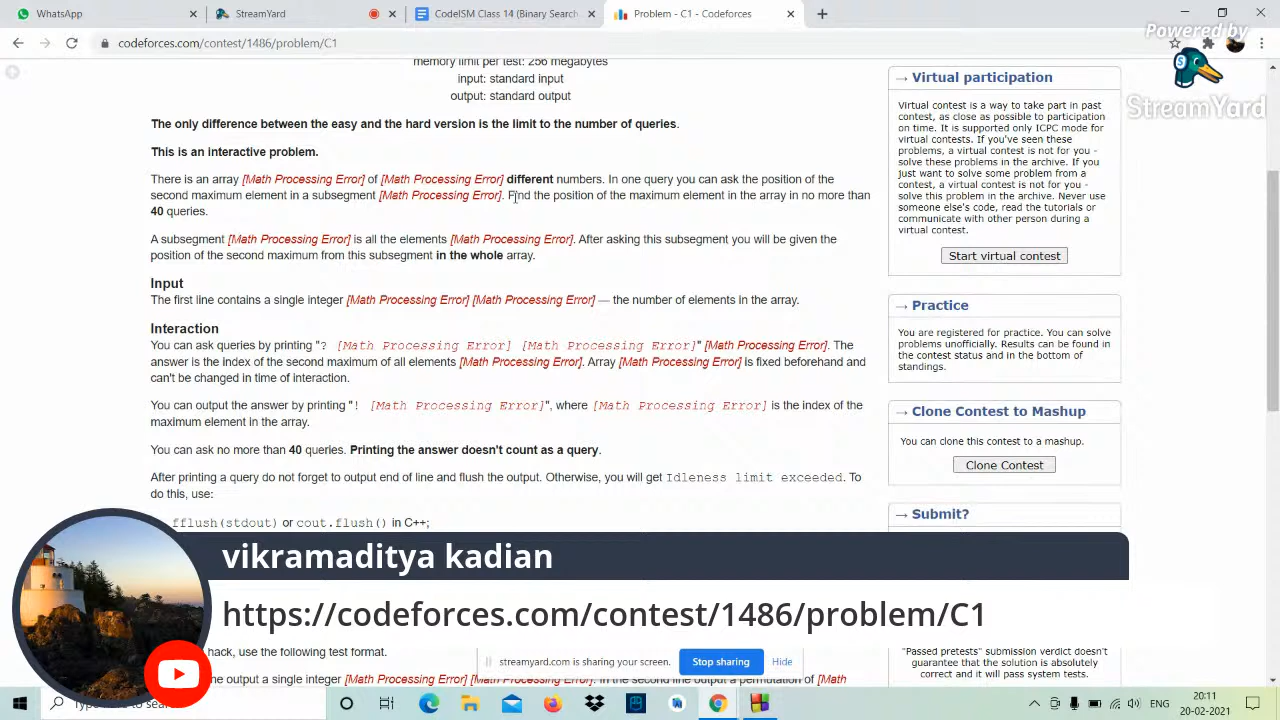 WhatsApp
StreamYard
CodeISM Class 14 (Binary Search
Problem - C1 - Codeforces
codeforces.com/contest/1486/problem/C1
Powered by
StreamYard
memory limit per test: 256 megabytes
input: standard input
output: standard output
The only difference between the easy and the hard version is the limit to the number of queries.
This is an interactive problem.
There is an array [Math Processing Error] of [Math Processing Error] different numbers. In one query you can ask the position of the
second maximum element in a subsegment [Math Processing Error]. Find the position of the maximum element in the array in no more than
40 queries.
A subsegment [Math Processing Error] is all the elements [Math Processing Error]. After asking this subsegment you will be given the
position of the second maximum from this subsegment in the whole array.
Input
The first line contains a single integer [Math Processing Error] [Math Processing Error] — the number of elements in the array.
Interaction
You can ask queries by printing "? [Math Processing Error] [Math Processing Error]" [Math Processing Error]. The
answer is the index of the second maximum of all elements [Math Processing Error]. Array [Math Processing Error] is fixed beforehand and
can't be changed in time of interaction.
You can output the answer by printing "! [Math Processing Error]", where [Math Processing Error] is the index of the
maximum element in the array.
You can ask no more than 40 queries. Printing the answer doesn't count as a query.
After printing a query do not forget to output end of line and flush the output. Otherwise, you will get Idleness limit exceeded. To
do this, use:
fflush(stdout) or cout.flush() in C++;
hack, use the following test format.
ne output a single integer [Math Processing Error] [Math Processing Error]. In the second line output a permutation of [Math
→ Virtual participation
Virtual contest is a way to take part in past
contest, as close as possible to participation
on time. It is supported only ICPC mode for
virtual contests. If you've seen these
problems, a virtual contest is not for you -
solve these problems in the archive. If you
just want to solve some problem from a
contest, a virtual contest is not for you -
solve this problem in the archive. Never use
someone else's code, read the tutorials or
communicate with other person during a
virtual contest.
Start virtual contest
→ Practice
You are registered for practice. You can solve
problems unofficially. Results can be found in
the contest status and in the bottom of
standings.
→ Clone Contest to Mashup
You can clone this contest to a mashup.
Clone Contest
→ Submit?
"Passed pretests" submission verdict doesn't
guarantee that the solution is absolutely
correct and it will pass system tests.
vikramaditya kadian
https://codeforces.com/contest/1486/problem/C1
streamyard.com is sharing your screen.
Stop sharing
Hide
Type here to sear
ENG
20:11
20-02-2021